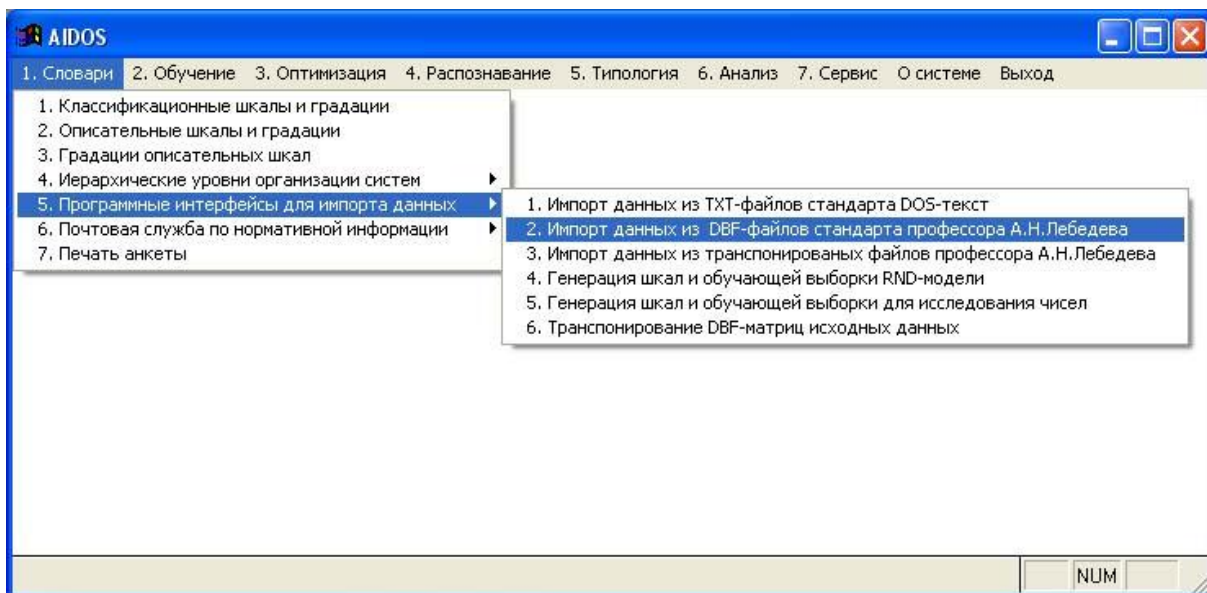 AIDOS
1. Словари 2. Обучение 3. Оптимизация 4. Распознавание 5. Типология 6. Анализ 7. Сервис О системе Выход
1. Классификационные шкалы и градации
2. Описательные шкалы и градации
3. Градации описательных шкал
4. Иерархические уровни организации систем
5. Программные интерфейсы для импорта данных
6. Почтовая служба по нормативной информации
7. Печать анкеты
1. Импорт данных из TXT-файлов стандарта DOS-текст
2. Импорт данных из DBF-файлов стандарта профессора А.Н.Лебедева
3. Импорт данных из транспонированых файлов профессора А.Н.Лебедева
4. Генерация шкал и обучающей выборки RND-модели
5. Генерация шкал и обучающей выборки для исследования чисел
6. Транспонирование DBF-матриц исходных данных
NUM